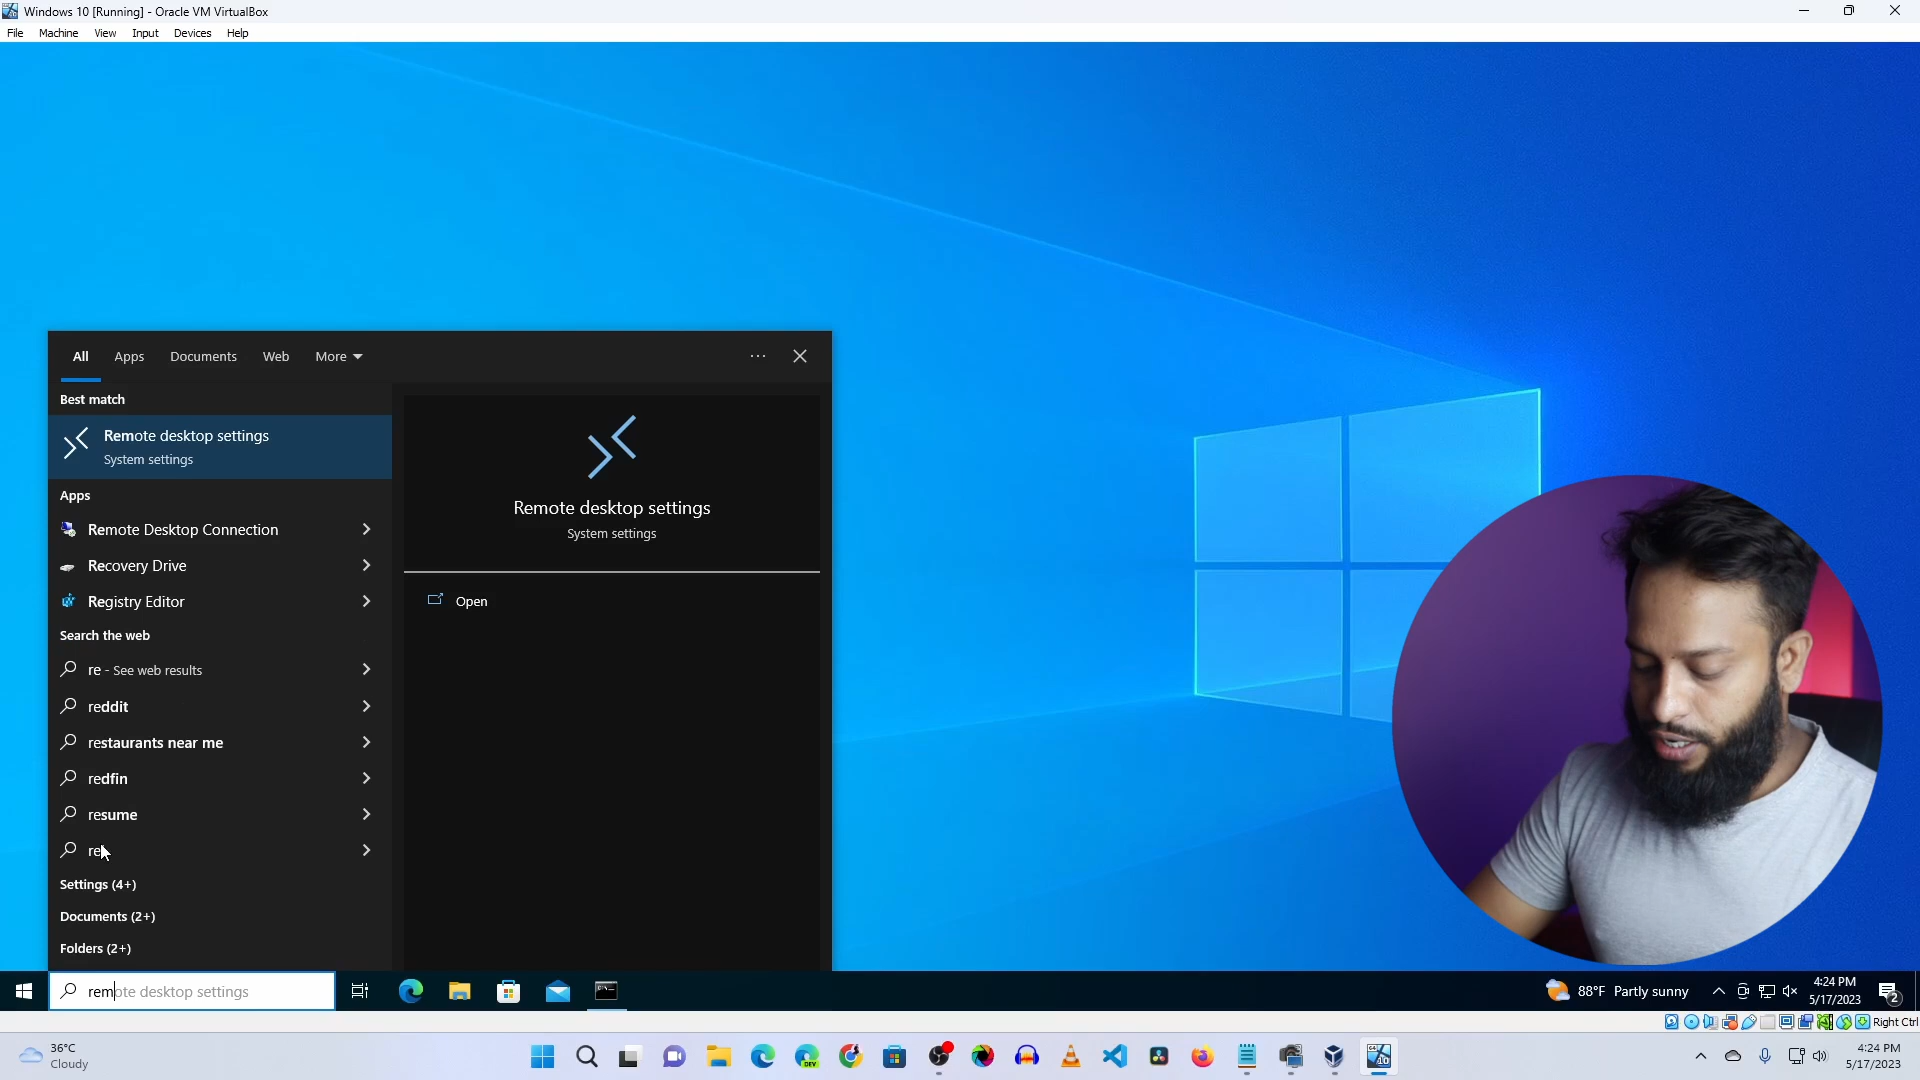 Windows 10 [Running] - Oracle VM VirtualBox
File Machine View Input Devices Help
All Apps Documents Web More
Best match
Remote desktop settings
System settings
Apps
Remote Desktop Connection
Recovery Drive
Registry Editor
Search the web
re - See web results
reddit
restaurants near me
redfin
resume
re
Settings (4+)
Documents (2+)
Folders (2+)
Remote desktop settings
System settings
Open
remote desktop settings
88°F Partly sunny
4:24 PM
5/17/2023
2
Right Ctrl
36°C
Cloudy
DEV
64
10
4:24 PM
5/17/2023